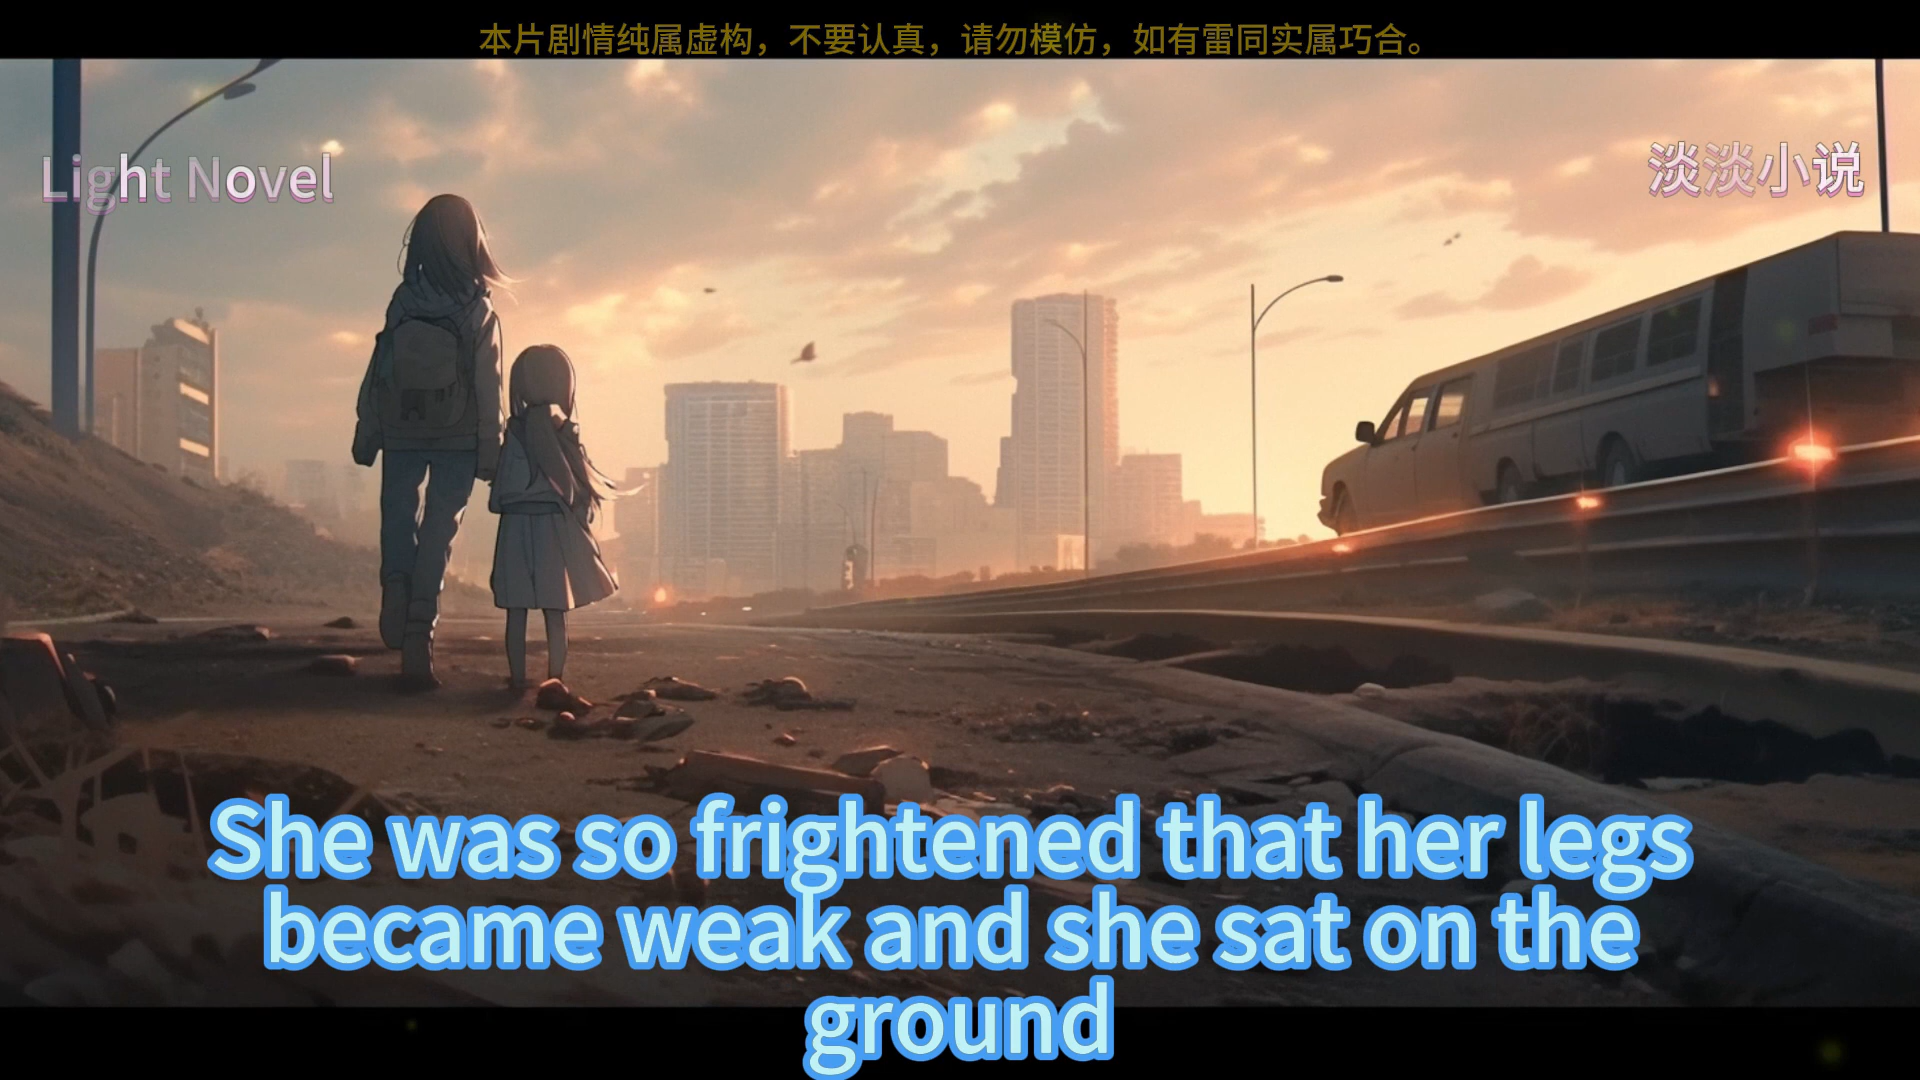 本片剧情纯属虚构，不要认真，请勿模仿，如有雷同实属巧合。
Light Novel
淡淡小说
She was so frightened that her legs
became weak and she sat on the
ground